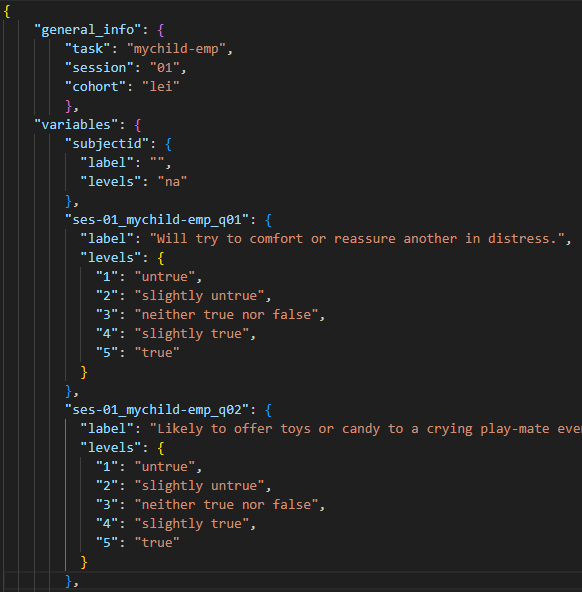 {
"general_info": {
"task": "mychild-emp",
"session": "01",
"cohort": "lei"
},
"variables": {
"subjectid": {
"label": "",
"levels": "na"
},
"ses-01_mychild-emp_q01": {
"label": "Will try to comfort or reassure another in distress.",
"levels": {
"1": "untrue",
"2": "slightly untrue",
"3": "neither true nor false",
"4": "slightly true",
"5": "true"
}
},
"ses-01_mychild-emp_q02": {
"label": "Likely to offer toys or candy to a crying play-mate eve
"levels": {
"1": "untrue",
"2": "slightly untrue",
"3": "neither true nor false",
"4": "slightly true",
"5": "true"
}
},